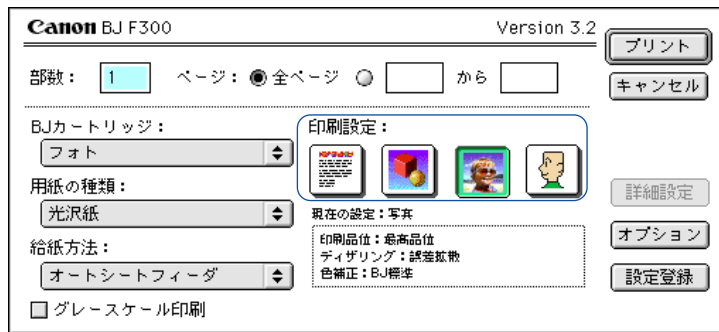 Canon BJ F300
Version 3.2
プリント
部数： 1 ページ： 全ページ から
キャンセル
BJカートリッジ：
フォト
用紙の種類：
光沢紙
給紙方法：
オートシートフィーダ
グレースケール印刷
印刷設定：
現在の設定：写真
印刷品位：最高品位
ディザリング：誤差拡散
色補正：BJ標準
詳細設定
オプション
設定登録